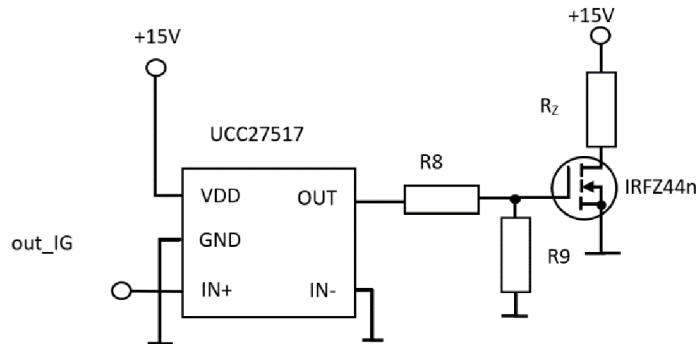 +15V
+15V
UCC27517
R_Z
R8
IRFZ44n
VDD
OUT
out_IG
GND
R9
IN+
IN-